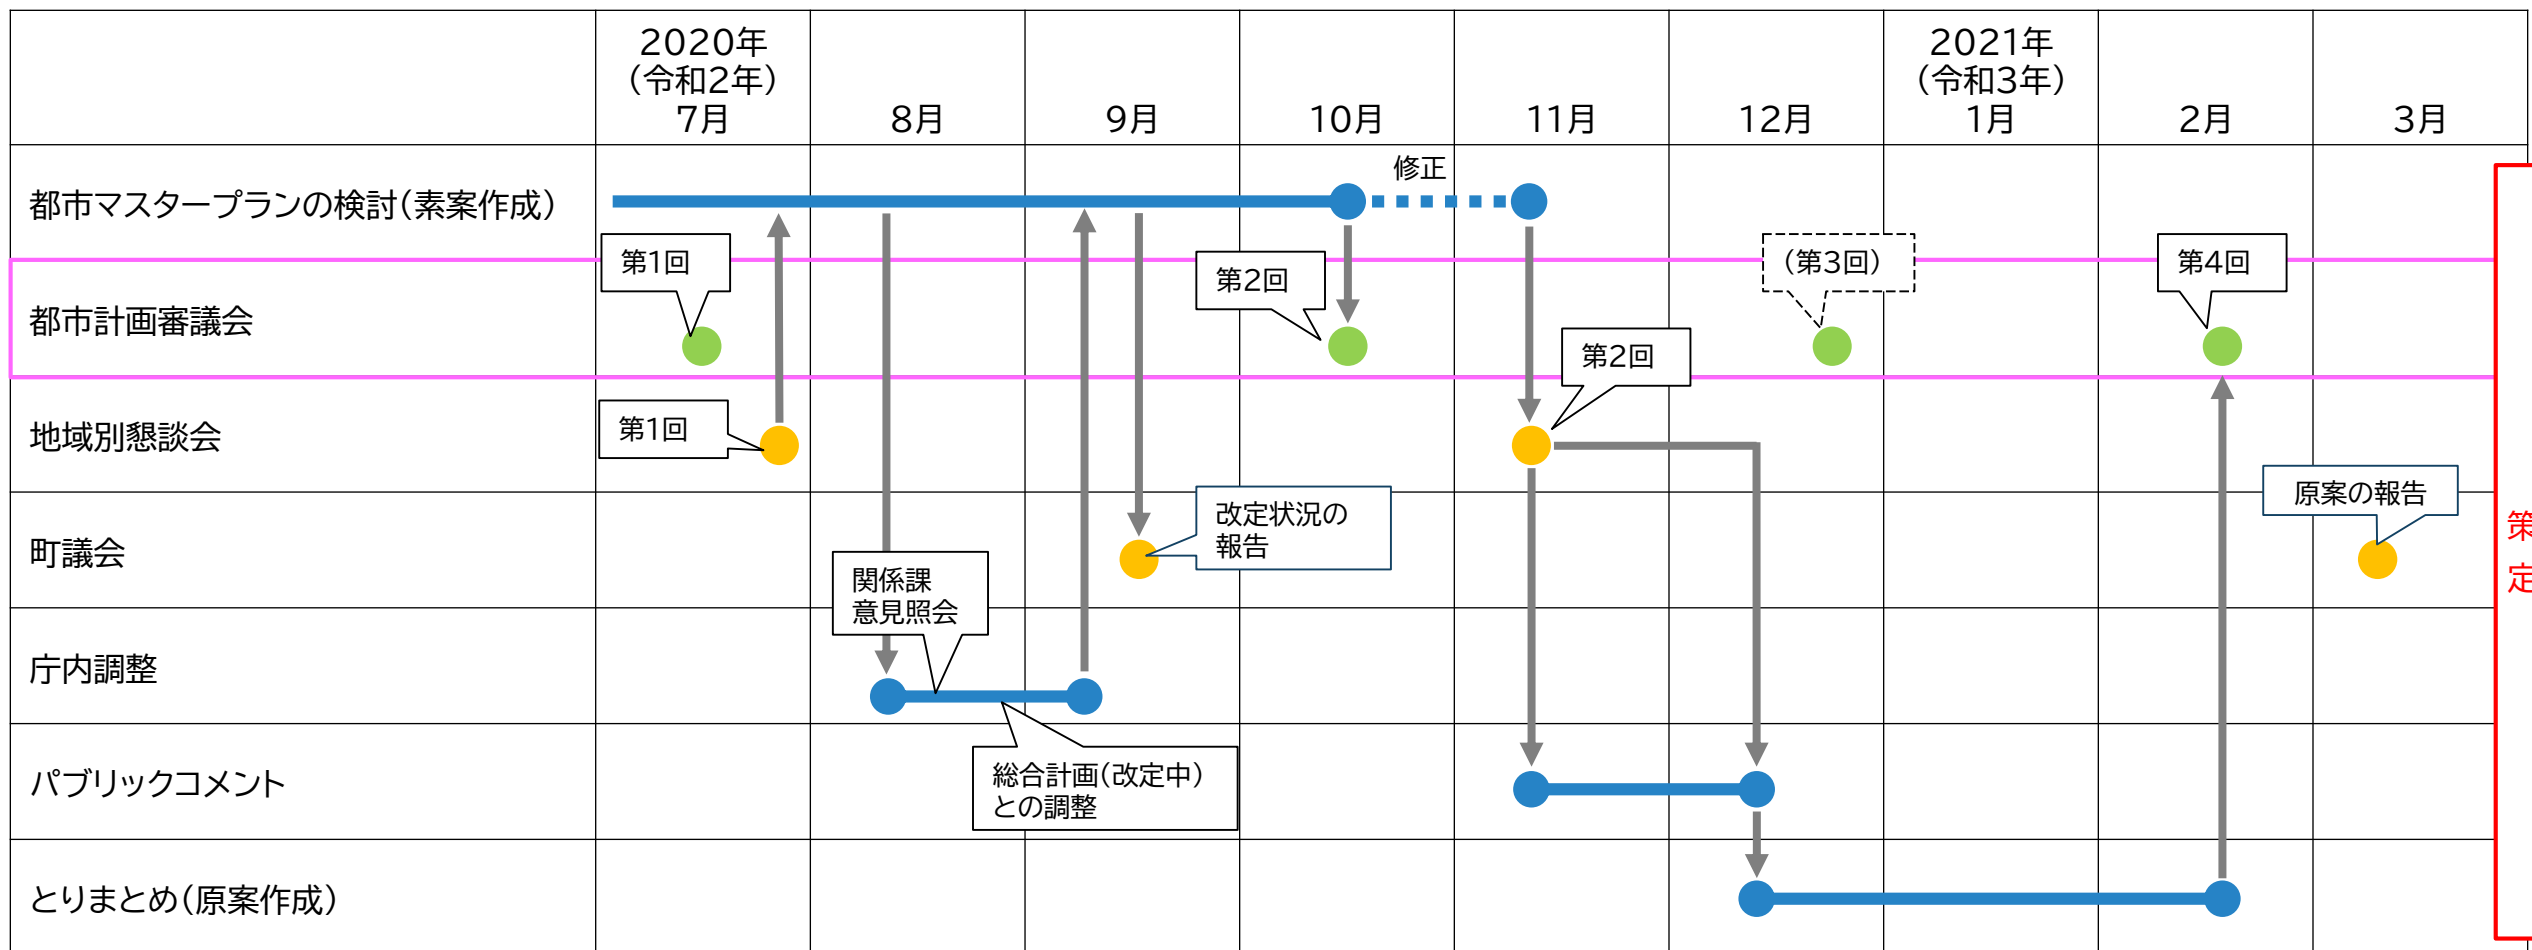 2020年
（令和2年）
7月
8月
9月
10月
11月
12月
2021年
（令和3年）
1月
2月
3月
都市マスタープランの検討（素案作成）
修正
第1回
第2回
（第3回）
第4回
都市計画審議会
第2回
地域別懇談会
第1回
原案の報告
改定状況の
報告
町議会
策
定
関係課
意見照会
庁内調整
総合計画（改定中）
との調整
パブリックコメント
とりまとめ（原案作成）